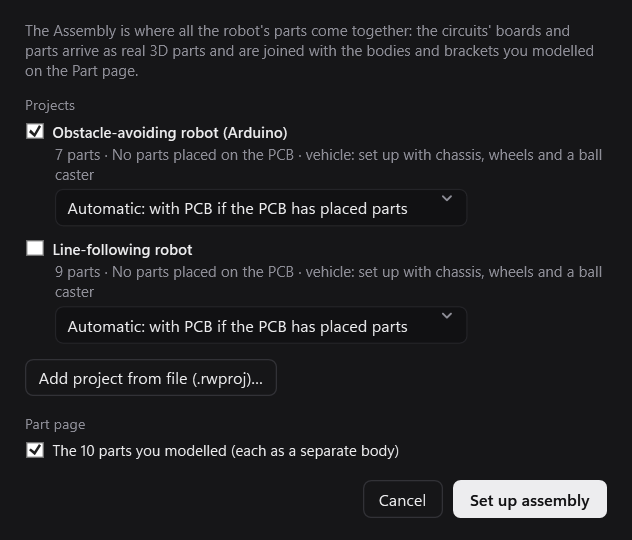 The Assembly is where all the robot's parts come together: the circuits' boards and
parts arrive as real 3D parts and are joined with the bodies and brackets you modelled
on the Part page.
Projects
Obstacle-avoiding robot (Arduino)
7 parts · No parts placed on the PCB · vehicle: set up with chassis, wheels and a ball
caster
Automatic: with PCB if the PCB has placed parts
Line-following robot
9 parts · No parts placed on the PCB · vehicle: set up with chassis, wheels and a ball
caster
Automatic: with PCB if the PCB has placed parts
Add project from file (.rwproj)...
Part page
The 10 parts you modelled (each as a separate body)
Cancel
Set up assembly